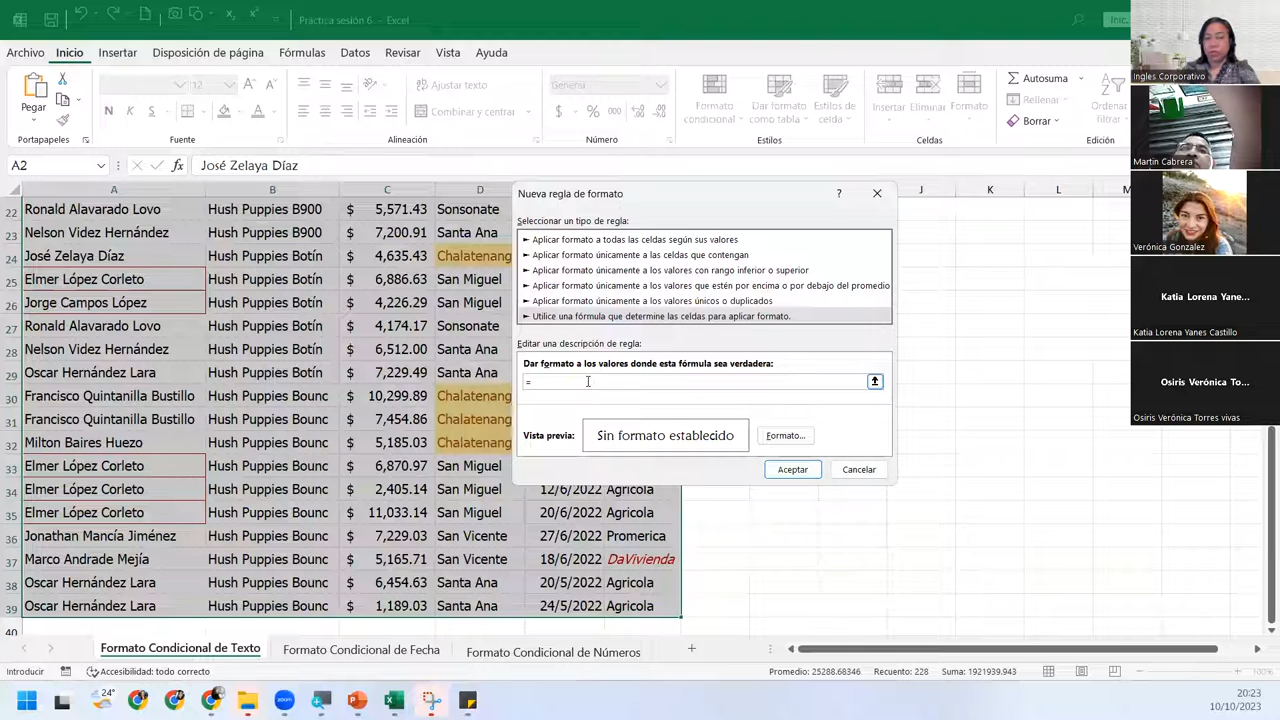 Práctica sesión 6 - Excel
Inic
Archivo Inicio Insertar Disposición de página Fórmulas Datos Revisar Vista Ayuda
Pegar
12
Texto
General
N K S
Combinar y centrar
Formato condicional
Dar formato como tabla
Estilos de celda
Insertar Eliminar Formato
Autosuma
Rellenar
Borrar
Ordenar
filtrar
Portapapeles Fuente Alineación Número Estilos Celdas Edición
A2 fx José Zelaya Díaz
A B C D J K L M
22 Ronald Alavarado Lovo Hush Puppies B900 $ 5,571.43 Sonsonate
23 Nelson Videz Hernández Hush Puppies B900 $ 7,200.91 Santa Ana
24 José Zelaya Díaz Hush Puppies Botín $ 4,635.43 Chalatenang
25 Elmer López Corleto Hush Puppies Botín $ 6,886.63 San Miguel
26 Jorge Campos López Hush Puppies Botín $ 4,226.29 San Miguel
27 Ronald Alavarado Lovo Hush Puppies Botín $ 4,174.17 Sonsonate
28 Nelson Videz Hernández Hush Puppies Botín $ 6,512.00 Santa Ana
29 Oscar Hernández Lara Hush Puppies Botín $ 7,229.49 Santa Ana
30 Francisco Quintanilla Bustillo Hush Puppies Bounc $ 10,299.89 Chalatenang
31 Francisco Quintanilla Bustillo Hush Puppies Bounc $ 7,454.86 Chalatenang
32 Milton Baires Huezo Hush Puppies Bounc $ 5,185.03 Chalatenang
33 Elmer López Corleto Hush Puppies Bounc $ 6,870.97 San Miguel
34 Elmer López Corleto Hush Puppies Bounc $ 2,405.14 San Miguel 12/6/2022 Agricola
35 Elmer López Corleto Hush Puppies Bounc $ 11,033.14 San Miguel 20/6/2022 Agricola
36 Jonathan Mancía Jiménez Hush Puppies Bounc $ 7,229.03 San Vicente 27/6/2022 Promerica
37 Marco Andrade Mejía Hush Puppies Bounc $ 5,165.71 San Vicente 18/6/2022 DaVivienda
38 Oscar Hernández Lara Hush Puppies Bounc $ 6,454.63 Santa Ana 20/5/2022 Agricola
39 Oscar Hernández Lara Hush Puppies Bounc $ 1,189.03 Santa Ana 24/5/2022 Agricola
40
Nueva regla de formato ?
Seleccionar un tipo de regla:
► Aplicar formato a todas las celdas según sus valores
► Aplicar formato únicamente a las celdas que contengan
► Aplicar formato únicamente a los valores con rango inferior o superior
► Aplicar formato únicamente a los valores que estén por encima o por debajo del promedio
► Aplicar formato únicamente a los valores únicos o duplicados
► Utilice una fórmula que determine las celdas para aplicar formato.
Editar una descripción de regla:
Dar formato a los valores donde esta fórmula sea verdadera:
=
Vista previa: Sin formato establecido Formato...
Aceptar Cancelar
Ingles Corporativo
Martin Cabrera
Verónica Gonzalez
Katia Lorena Yane...
Katia Lorena Yanes Castillo
Osiris Verónica To...
Osiris Verónica Torres vivas
Formato Condicional de Texto Formato Condicional de Fecha Formato Condicional de Números +
Introducir Accesibilidad: todo correcto Promedio: 25288.68346 Recuento: 228 Suma: 1921939.943 100%
24°
zoom
20:23
10/10/2023